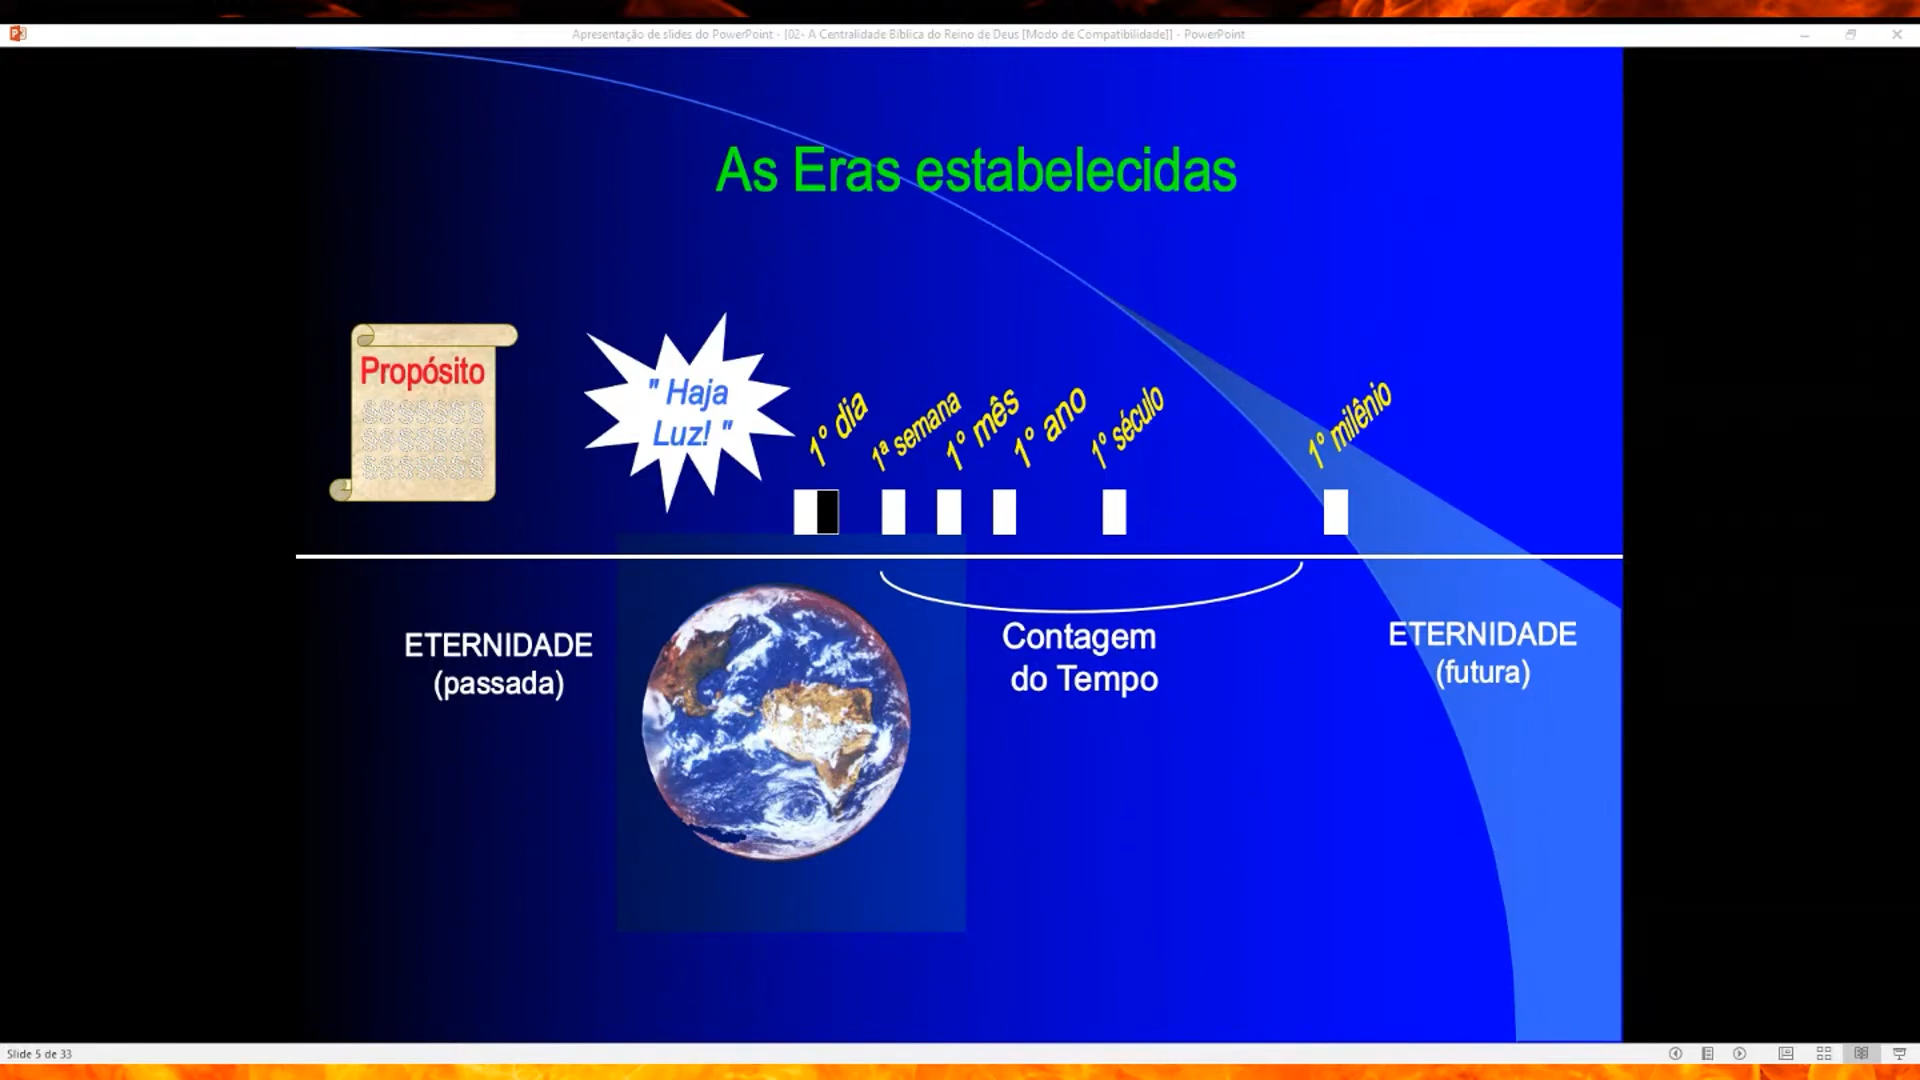 Apresentação de slides do PowerPoint - [02- A Centralidade Bíblica do Reino de Deus [Modo de Compatibilidade]] - PowerPoint
As Eras estabelecidas
Propósito
" Haja
Luz! "
1º dia
1ª semana
1º mês
1º ano
1º século
1º milênio
ETERNIDADE
(passada)
Contagem
do Tempo
ETERNIDADE
(futura)
Slide 5 de 33